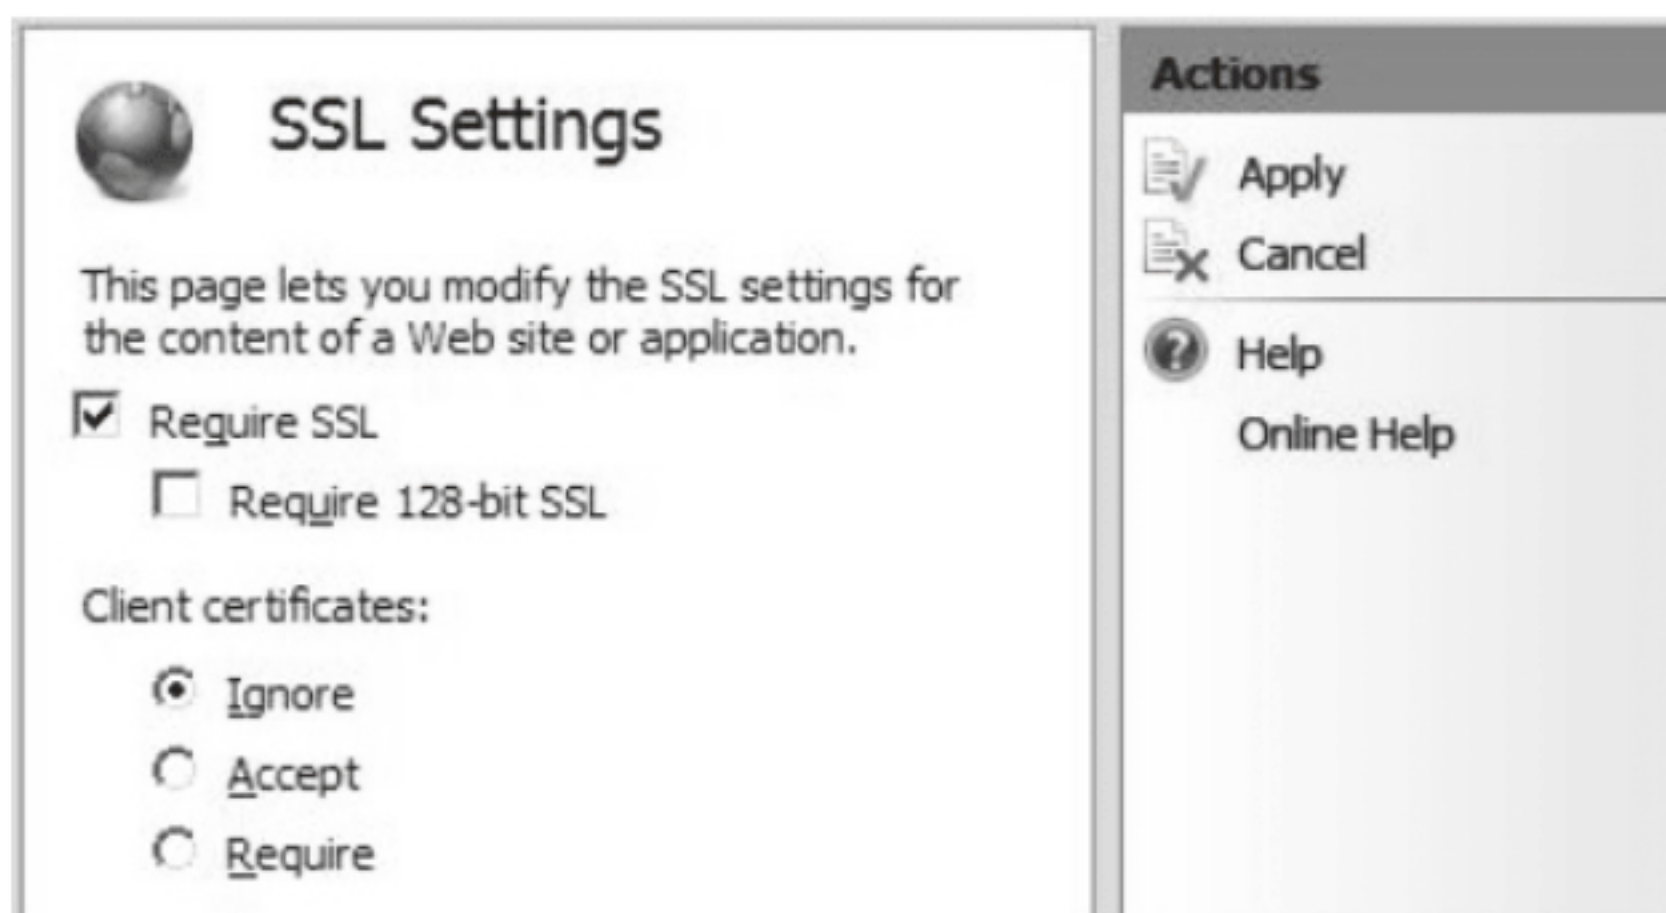 SSL Settings
This page lets you modify the SSL settings for
the content of a Web site or application.
Require SSL
Require 128-bit SSL
Client certificates:
Ignore
Accept
Require
Actions
Apply
Cancel
Help
Online Help